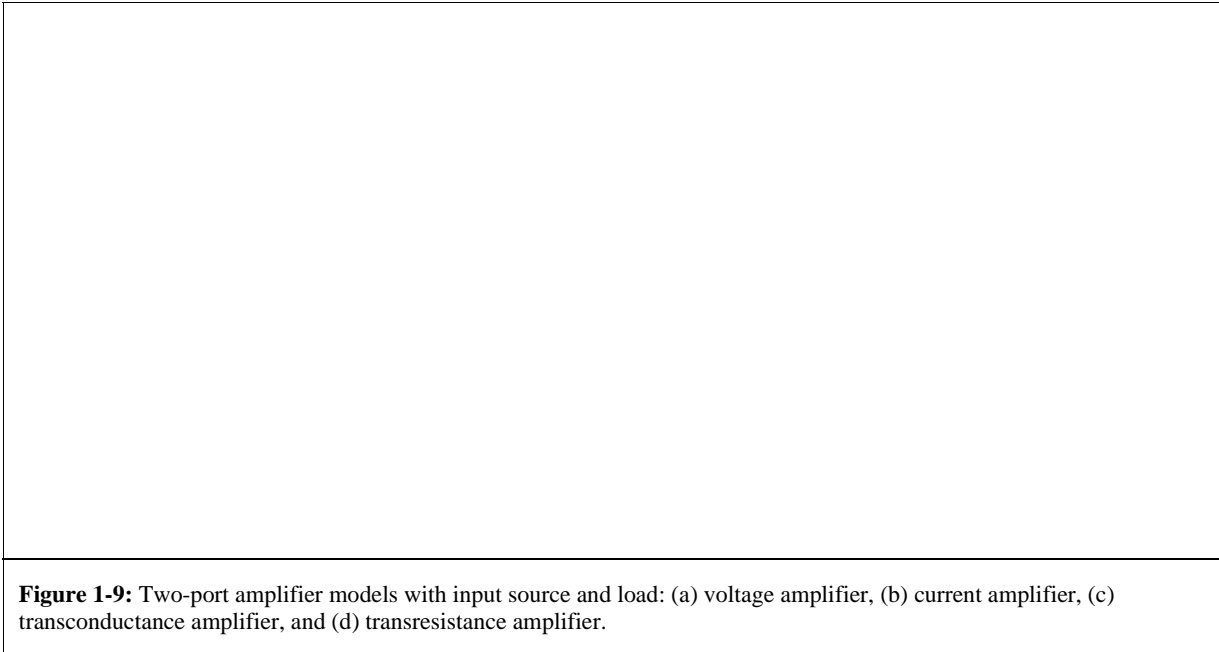 Figure 1-9: Two-port amplifier models with input source and load: (a) voltage amplifier, (b) current amplifier, (c)
transconductance amplifier, and (d) transresistance amplifier.